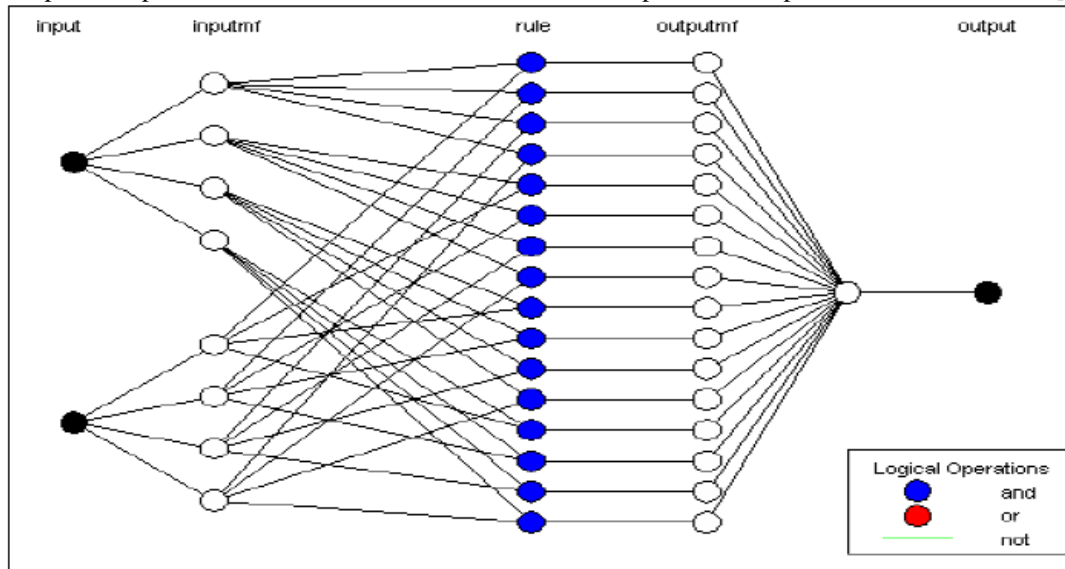 input inputmf rule outputmf output
Logical Operations
and
or
not